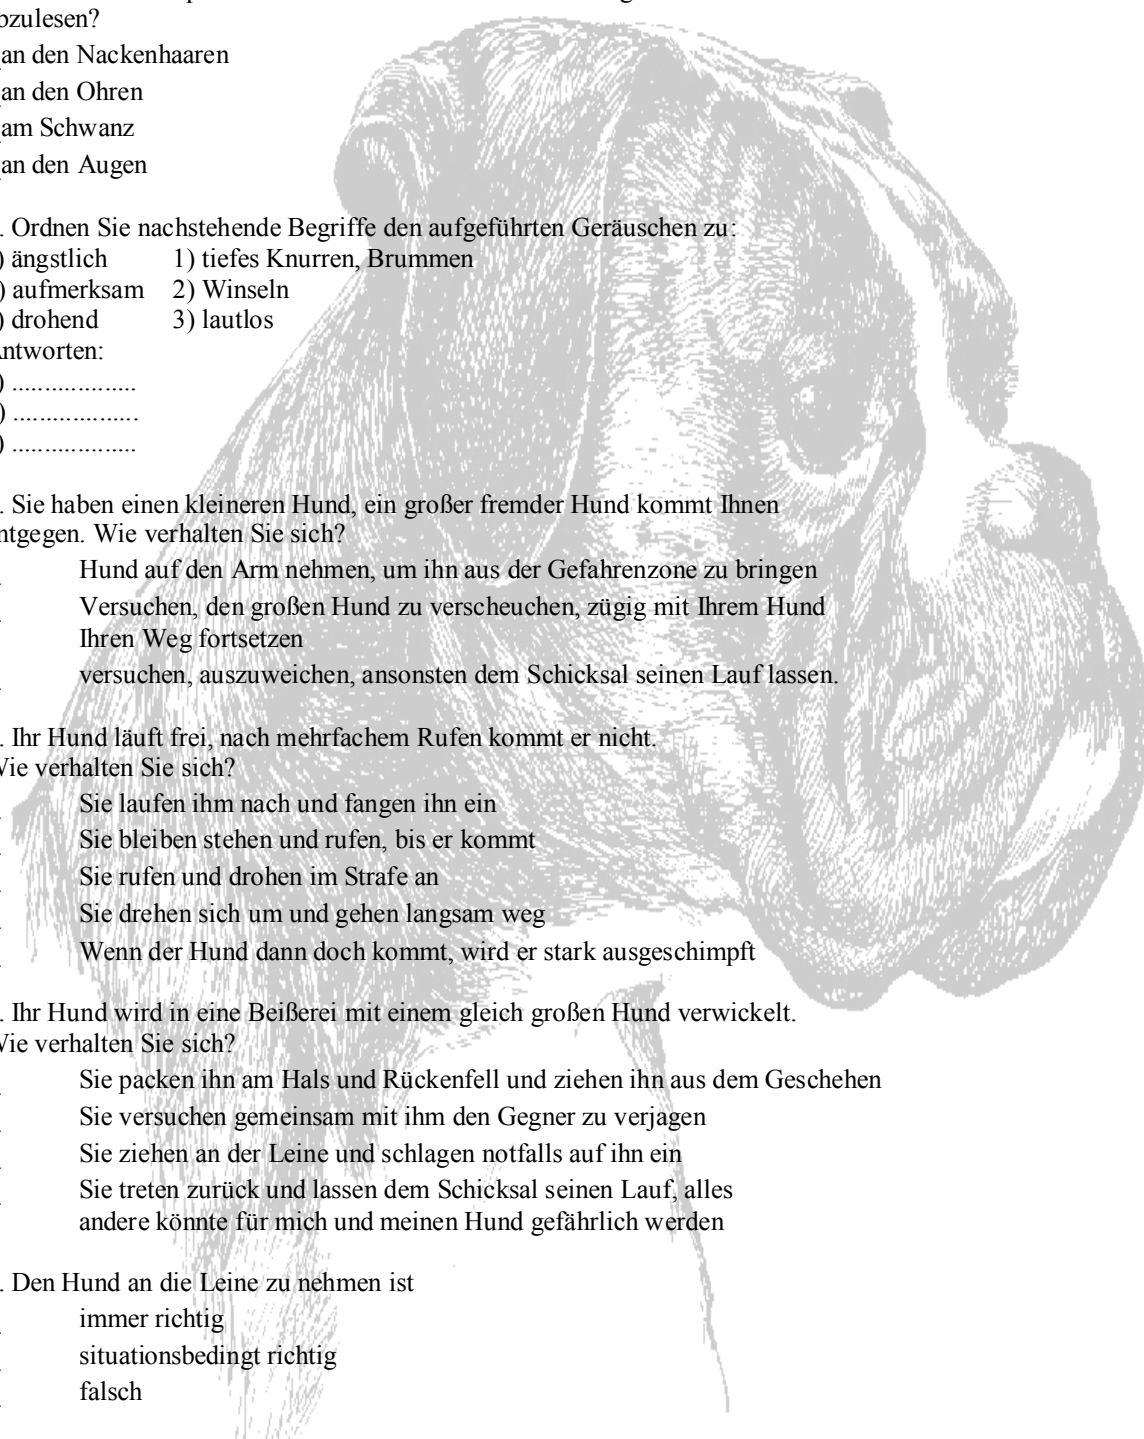 bzulesen?
an den Nackenhaaren
an den Ohren
am Schwanz
an den Augen
. Ordnen Sie nachstehende Begriffe den aufgeführten Geräuschen zu:
) ängstlich 1) tiefes Knurren, Brummen
) aufmerksam 2) Winseln
) drohend 3) lautlos
ntworten:
) ...................
) ...................
) ...................
. Sie haben einen kleineren Hund, ein großer fremder Hund kommt Ihnen
ntgegen. Wie verhalten Sie sich?
Hund auf den Arm nehmen, um ihn aus der Gefahrenzone zu bringen
Versuchen, den großen Hund zu verscheuchen, zügig mit Ihrem Hund
Ihren Weg fortsetzen
versuchen, auszuweichen, ansonsten dem Schicksal seinen Lauf lassen.
. Ihr Hund läuft frei, nach mehrfachem Rufen kommt er nicht.
Wie verhalten Sie sich?
Sie laufen ihm nach und fangen ihn ein
Sie bleiben stehen und rufen, bis er kommt
Sie rufen und drohen im Strafe an
Sie drehen sich um und gehen langsam weg
Wenn der Hund dann doch kommt, wird er stark ausgeschimpft
. Ihr Hund wird in eine Beißerei mit einem gleich großen Hund verwickelt.
Wie verhalten Sie sich?
Sie packen ihn am Hals und Rückenfell und ziehen ihn aus dem Geschehen
Sie versuchen gemeinsam mit ihm den Gegner zu verjagen
Sie ziehen an der Leine und schlagen notfalls auf ihn ein
Sie treten zurück und lassen dem Schicksal seinen Lauf, alles
andere könnte für mich und meinen Hund gefährlich werden
. Den Hund an die Leine zu nehmen ist
immer richtig
situationsbedingt richtig
falsch